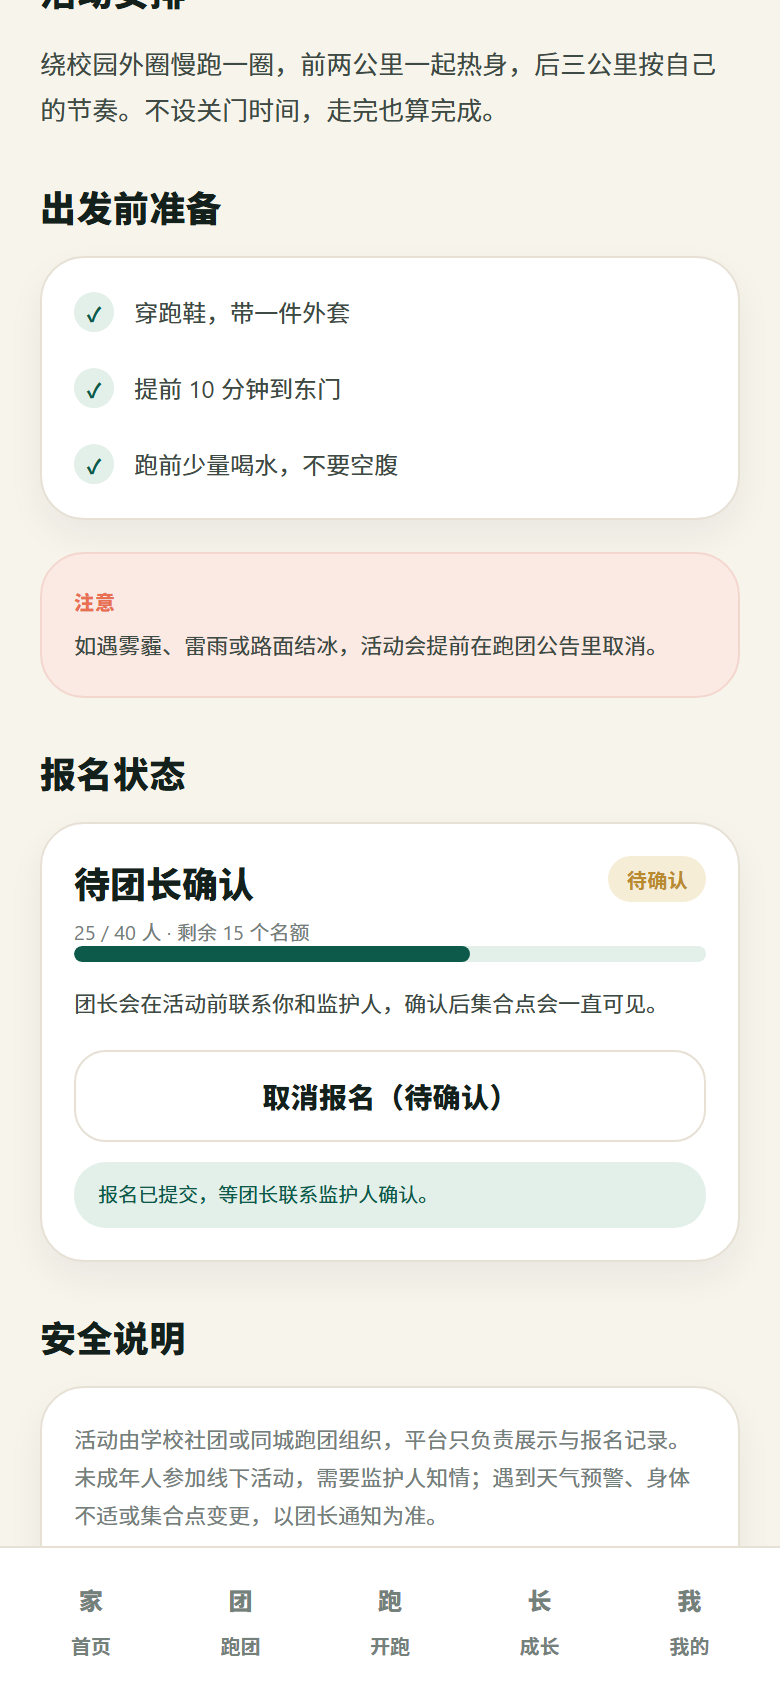 活动安排
绕校园外圈慢跑一圈，前两公里一起热身，后三公里按自己
的节奏。不设关门时间，走完也算完成。
出发前准备
✓ 穿跑鞋，带一件外套
✓ 提前 10 分钟到东门
✓ 跑前少量喝水，不要空腹
注意
如遇雾霾、雷雨或路面结冰，活动会提前在跑团公告里取消。
报名状态
待团长确认
待确认
25 / 40 人 · 剩余 15 个名额
团长会在活动前联系你和监护人，确认后集合点会一直可见。
取消报名（待确认）
报名已提交，等团长联系监护人确认。
安全说明
活动由学校社团或同城跑团组织，平台只负责展示与报名记录。
未成年人参加线下活动，需要监护人知情；遇到天气预警、身体
不适或集合点变更，以团长通知为准。
家 团 跑 长 我
首页 跑团 开跑 成长 我的